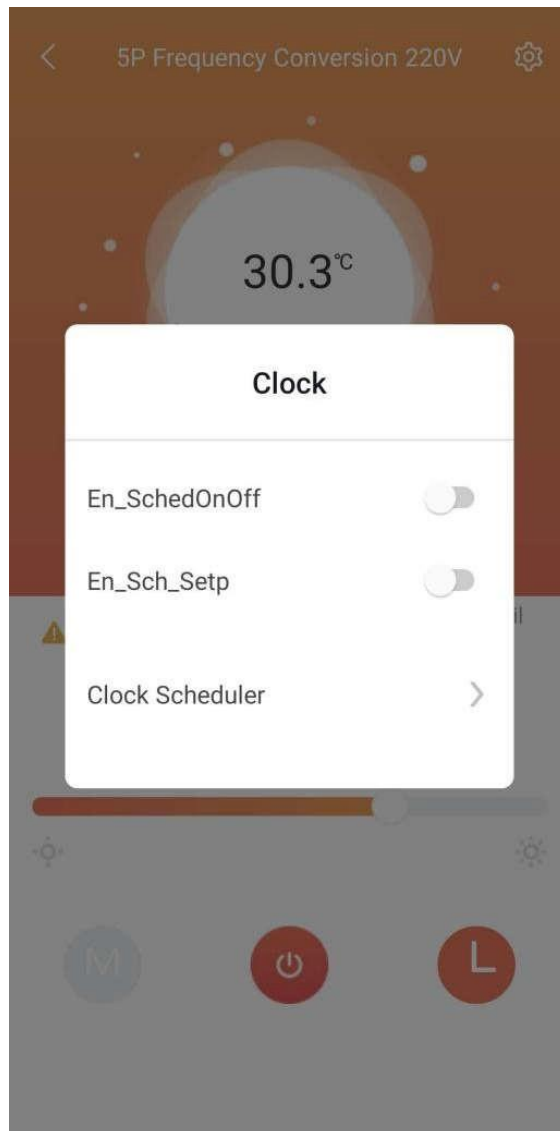 5P Frequency Conversion 220V
30.3°C
Clock
En_SchedOnOff
En_Sch_Setp
Clock Scheduler
M